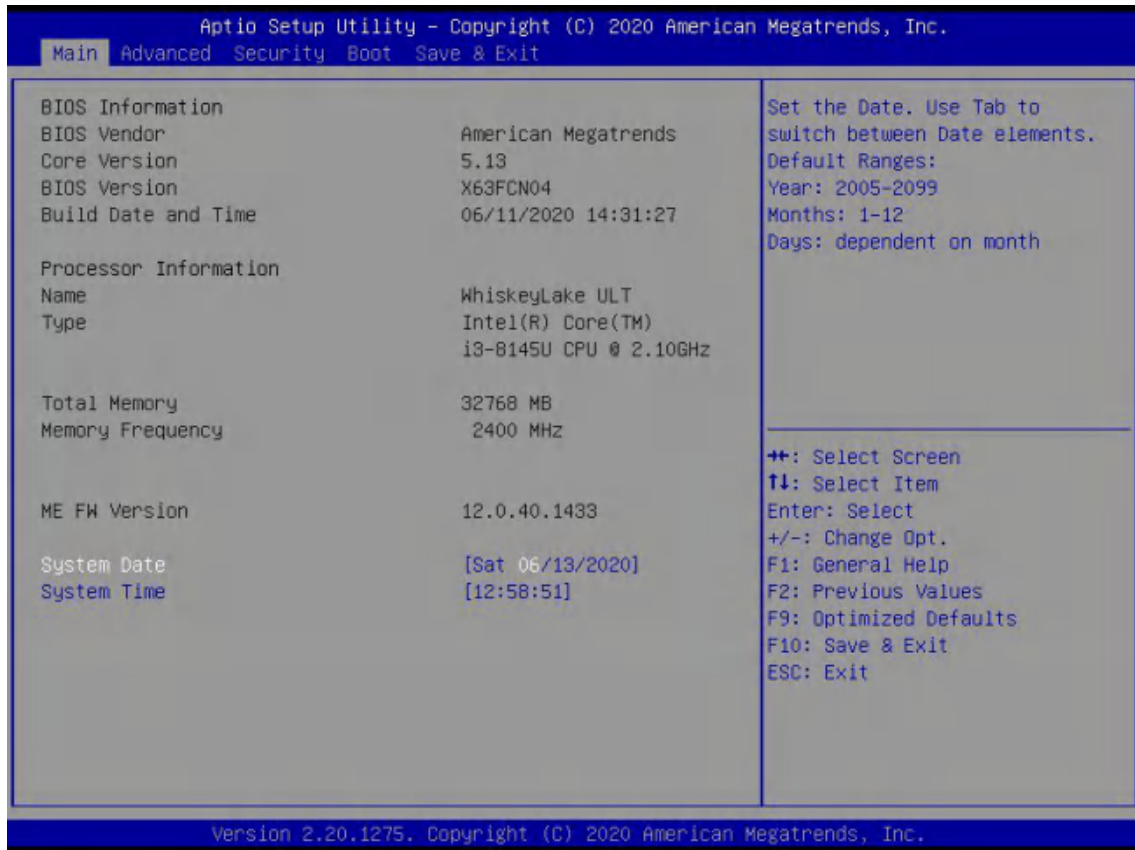 Aptio Setup Utility – Copyright (C) 2020 American Megatrends, Inc.
Main Advanced Security Boot Save & Exit
BIOS Information
BIOS Vendor American Megatrends
Core Version 5.13
BIOS Version X63FCN04
Build Date and Time 06/11/2020 14:31:27
Processor Information
Name WhiskeyLake ULT
Type Intel(R) Core(TM)
i3-8145U CPU @ 2.10GHz
Total Memory 32768 MB
Memory Frequency 2400 MHz
ME FW Version 12.0.40.1433
System Date [Sat 06/13/2020]
System Time [12:58:51]
Set the Date. Use Tab to
switch between Date elements.
Default Ranges:
Year: 2005-2099
Months: 1-12
Days: dependent on month
→←: Select Screen
↑↓: Select Item
Enter: Select
+/-: Change Opt.
F1: General Help
F2: Previous Values
F9: Optimized Defaults
F10: Save & Exit
ESC: Exit
Version 2.20.1275. Copyright (C) 2020 American Megatrends, Inc.